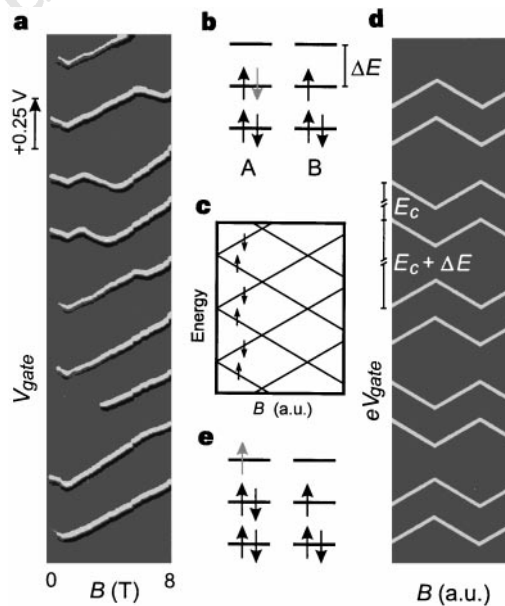 a
+0.25 V
V_gate
0
8
B (T)
b
ΔE
A B
c
Energy
B (a.u.)
e
d
E_c
E_c + ΔE
eV_gate
B (a.u.)